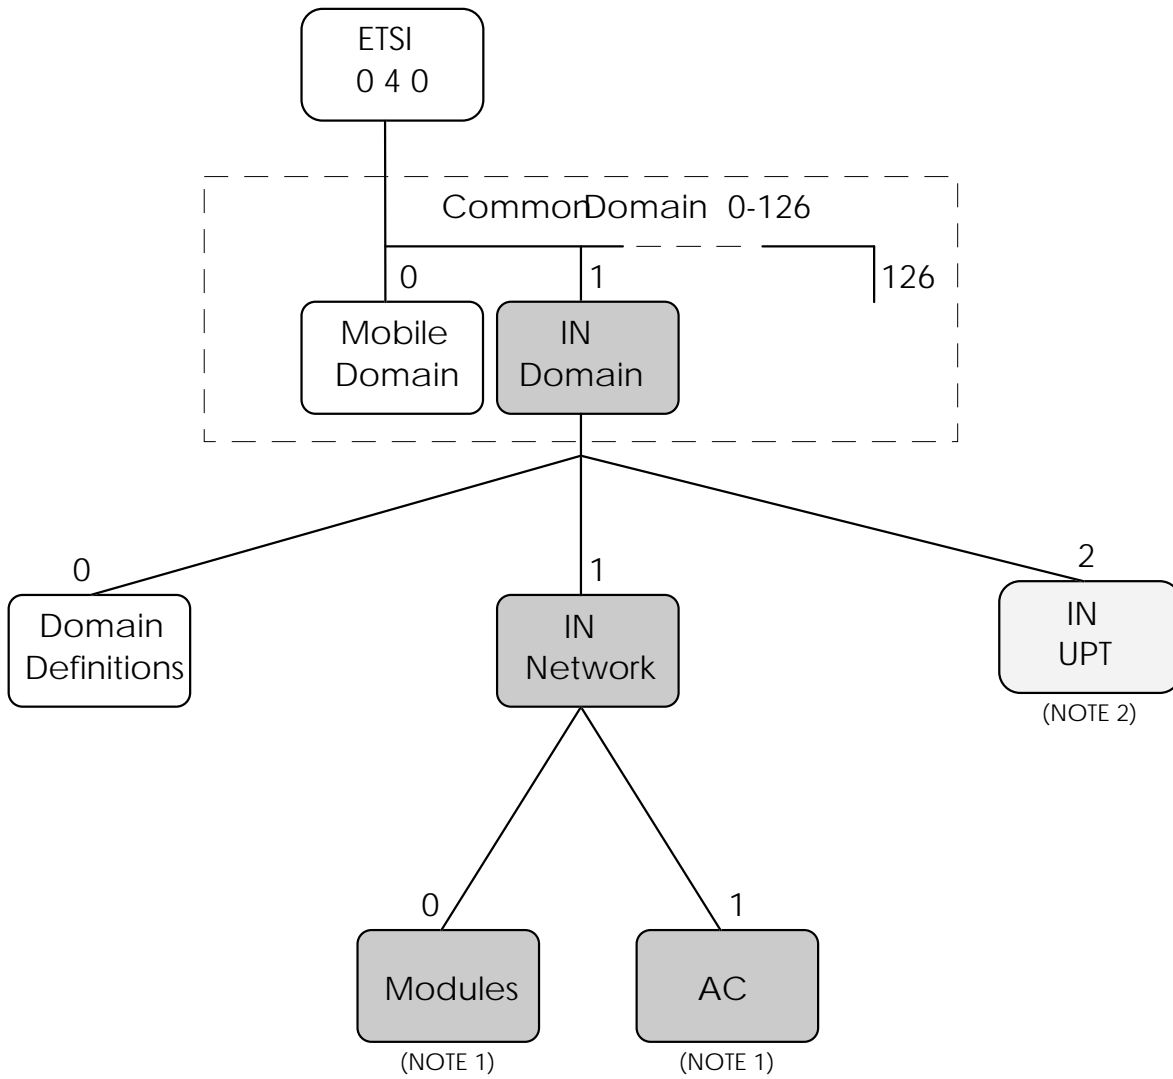 ETSI
0 4 0
CommonDomain 0-126
0
1
126
Mobile
Domain
IN
Domain
0
1
2
Domain
Definitions
IN
Network
IN
UPT
(NOTE 2)
0
1
Modules
AC
(NOTE 1)
(NOTE 1)